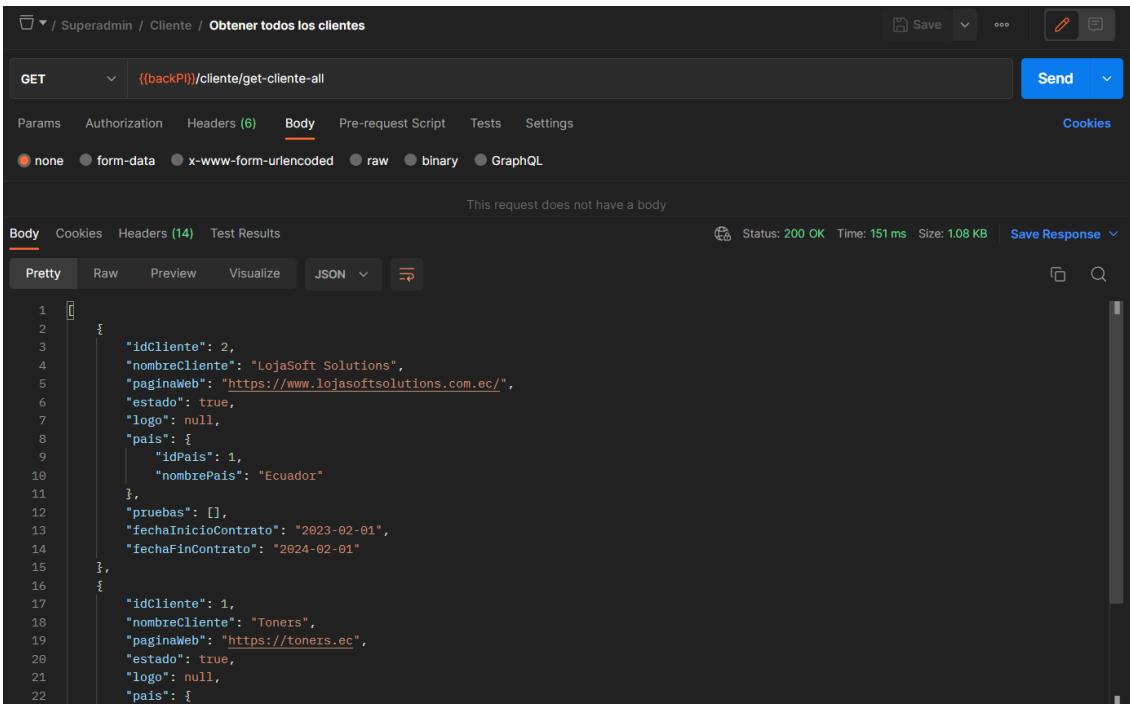 / Superadmin / Cliente / Obtener todos los clientes
Save
GET
{{backPI}}/cliente/get-cliente-all
Send
Params Authorization Headers (6) Body Pre-request Script Tests Settings
Cookies
none form-data x-www-form-urlencoded raw binary GraphQL
This request does not have a body
Body Cookies Headers (14) Test Results
Status: 200 OK Time: 151 ms Size: 1.08 KB Save Response
Pretty Raw Preview Visualize JSON
1 [
2 {
3 "idCliente": 2,
4 "nombreCliente": "LojaSoft Solutions",
5 "paginaWeb": "https://www.lojasoftsolutions.com.ec/",
6 "estado": true,
7 "logo": null,
8 "pais": {
9 "idPais": 1,
10 "nombrePais": "Ecuador"
11 },
12 "pruebas": [],
13 "fechaInicioContrato": "2023-02-01",
14 "fechaFinContrato": "2024-02-01"
15 },
16 {
17 "idCliente": 1,
18 "nombreCliente": "Toners",
19 "paginaWeb": "https://toners.ec",
20 "estado": true,
21 "logo": null,
22 "pais": {